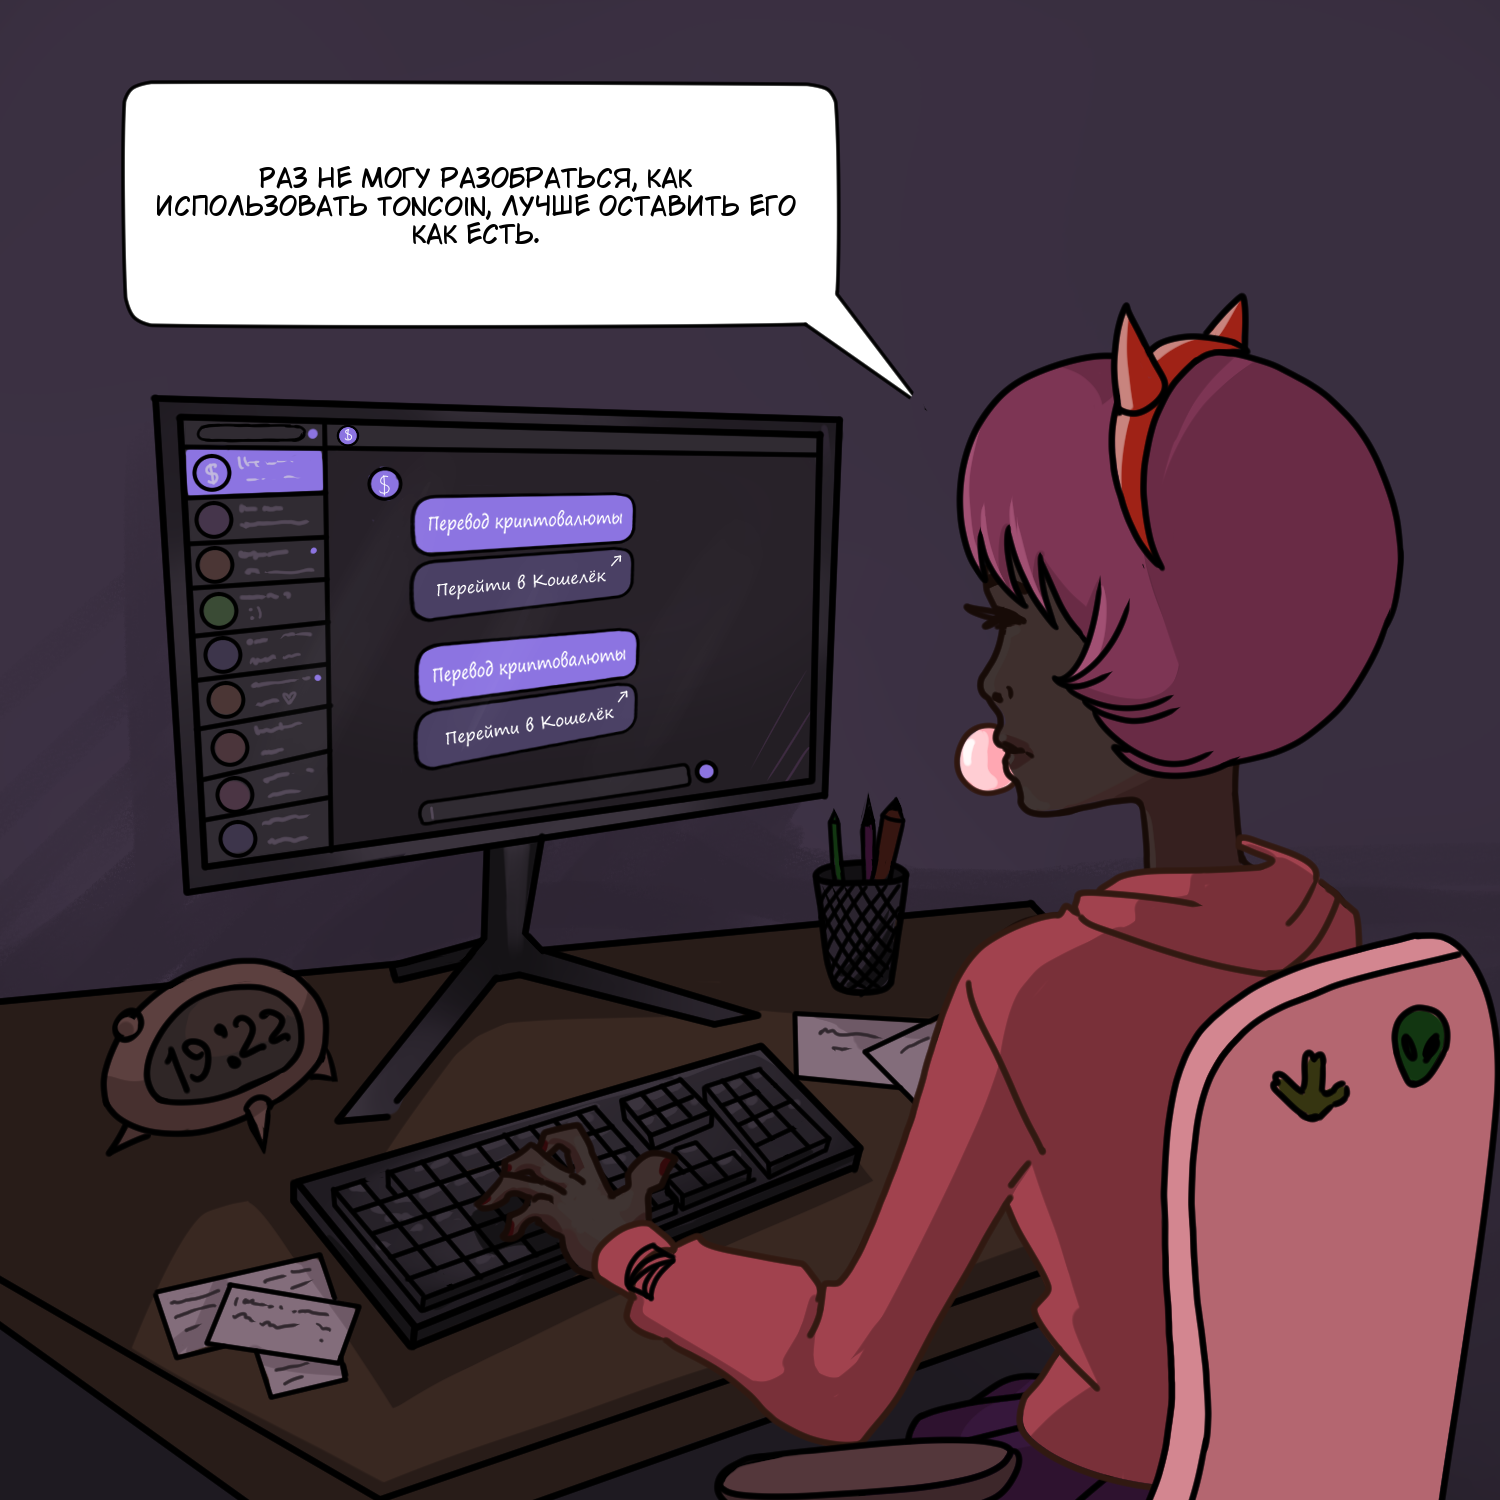 РАЗ НЕ МОГУ РАЗОБРАТЬСЯ, КАК
ИСПОЛЬЗОВАТЬ TONCOIN, ЛУЧШЕ ОСТАВИТЬ ЕГО
КАК ЕСТЬ.
$
$
$
Перевод криптовалюты
Перейти в Кошелёк
:)
Перевод криптовалюты
Перейти в Кошелёк
19:22